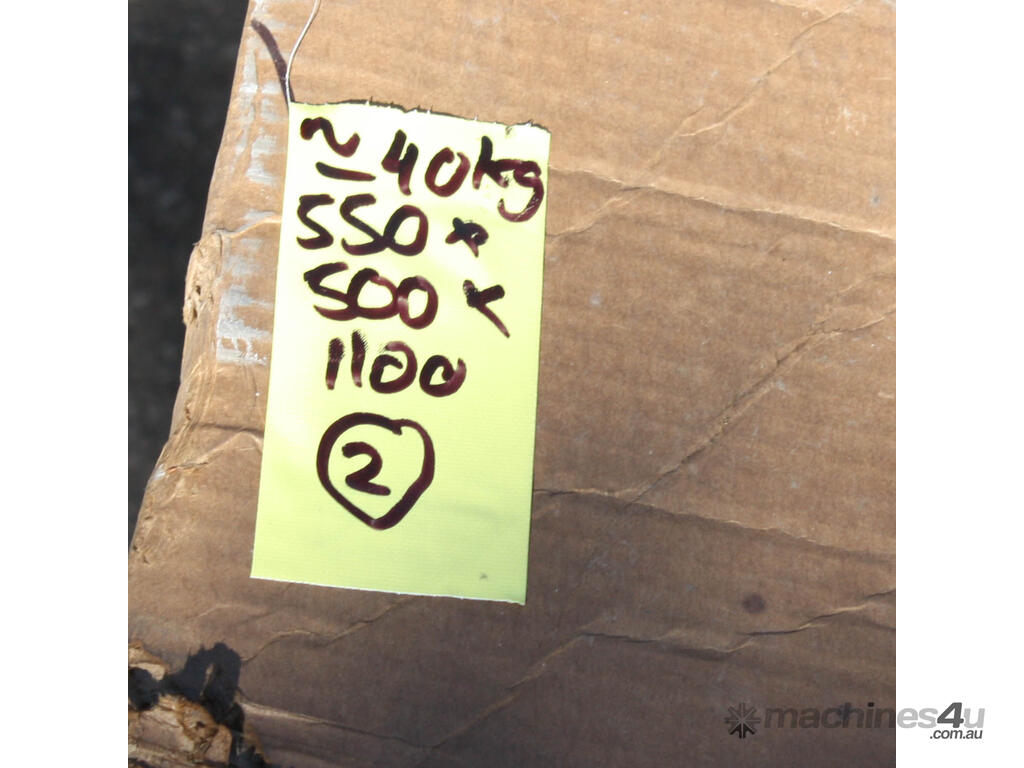 ≃40kg
550 x
500 x
1100
2
machines4u
.com.au